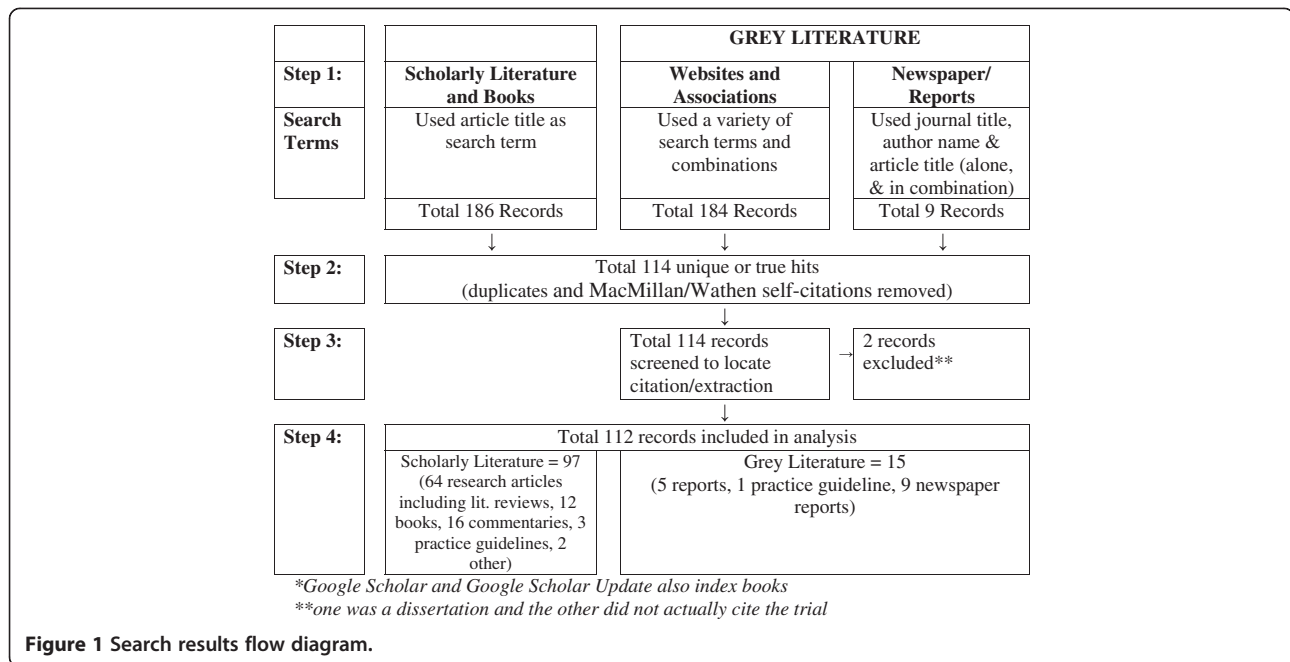 GREY LITERATURE
Step 1:
Scholarly Literature
and Books
Websites and
Associations
Newspaper/
Reports
Search
Terms
Used article title as
search term
Used a variety of
search terms and
combinations
Used journal title,
author name &
article title (alone,
& in combination)
Total 186 Records
Total 184 Records
Total 9 Records
↓ ↓ ↓
Step 2:
Total 114 unique or true hits
(duplicates and MacMillan/Wathen self-citations removed)
↓
Step 3:
Total 114 records
screened to locate
citation/extraction
→
2 records
excluded**
↓
Step 4:
Total 112 records included in analysis
Scholarly Literature = 97
(64 research articles
including lit. reviews, 12
books, 16 commentaries, 3
practice guidelines, 2
other)
Grey Literature = 15
(5 reports, 1 practice guideline, 9 newspaper
reports)
*Google Scholar and Google Scholar Update also index books
**one was a dissertation and the other did not actually cite the trial
Figure 1 Search results flow diagram.